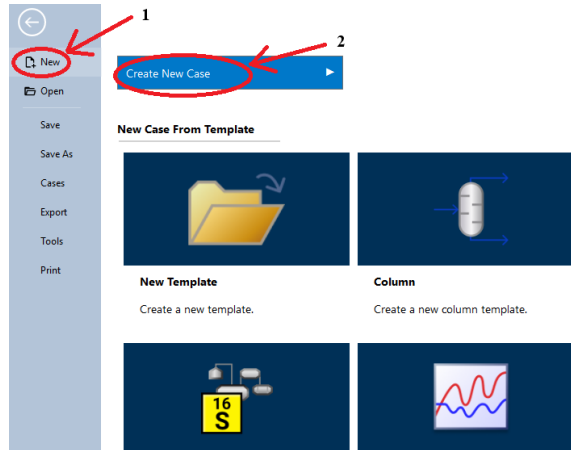 1
2
New
Create New Case
Open
Save
New Case From Template
Save As
Cases
Export
Tools
Print
New Template
Column
Create a new template.
Create a new column template.
16
S